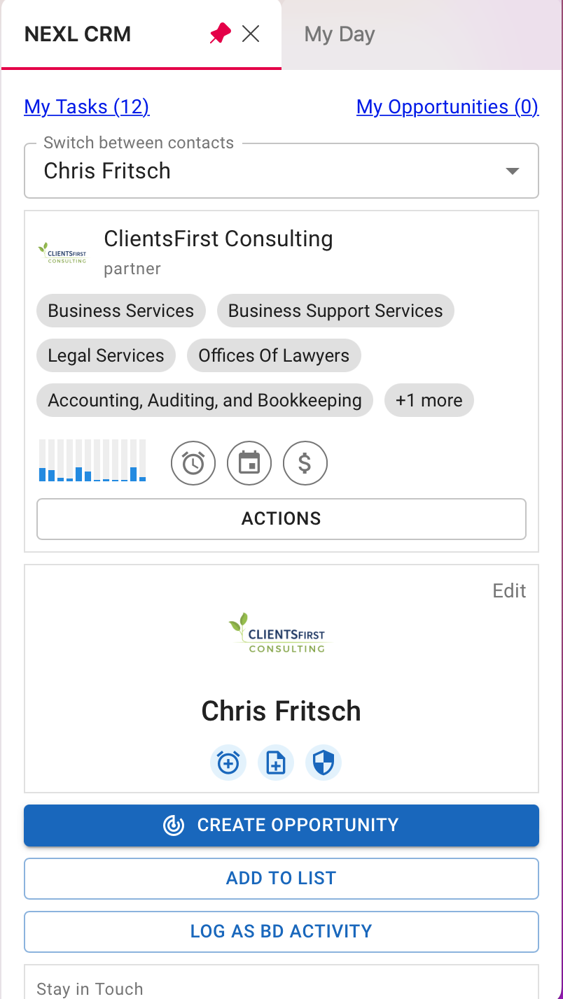 NEXL CRM
My Day
My Tasks (12)
My Opportunities (0)
Switch between contacts
Chris Fritsch
CLIENTSFIRST
CONSULTING
ClientsFirst Consulting
partner
Business Services
Business Support Services
Legal Services
Offices Of Lawyers
Accounting, Auditing, and Bookkeeping
+1 more
$
ACTIONS
Edit
CLIENTSFIRST
CONSULTING
Chris Fritsch
CREATE OPPORTUNITY
ADD TO LIST
LOG AS BD ACTIVITY
Stay in Touch